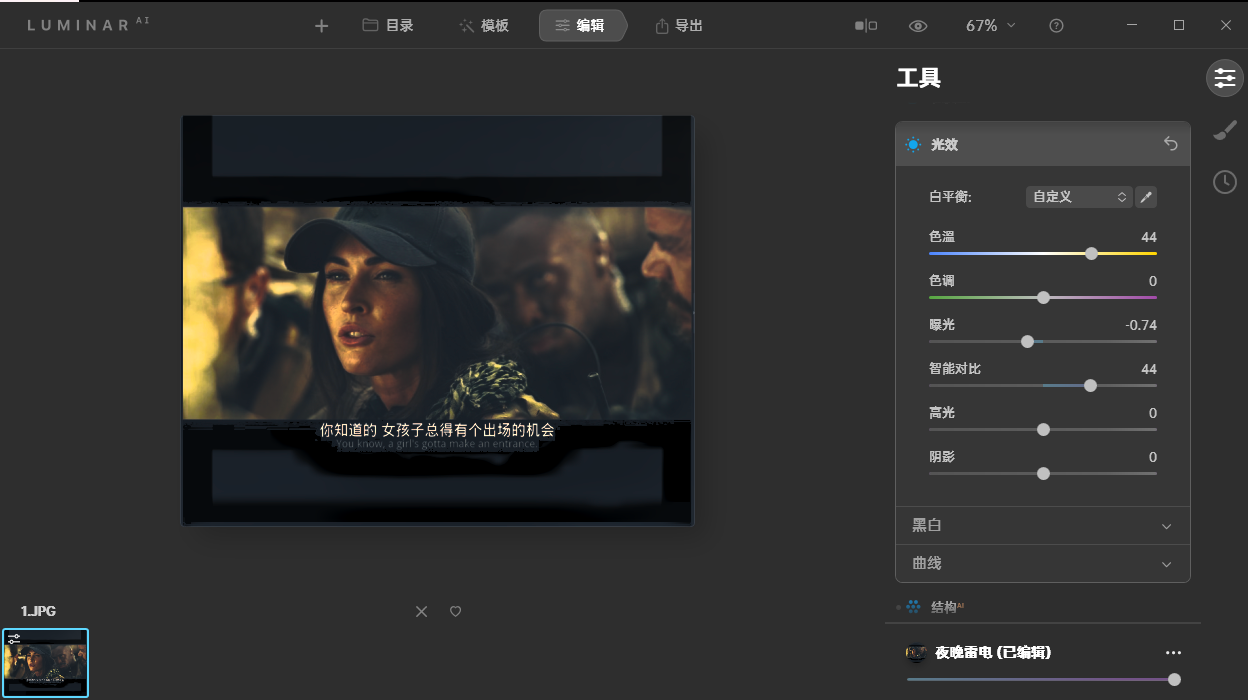 LUMINAR AI
目录
模板
编辑
导出
67%
工具
光效
白平衡: 自定义
色温 44
色调 0
曝光 -0.74
智能对比 44
高光 0
阴影 0
黑白
曲线
结构AI
夜晚雷电 (已编辑)
你知道的 女孩子总得有个出场的机会
You know, a girl's gotta make an entrance.
1.JPG